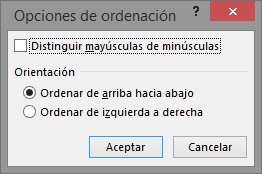 Opciones de ordenación
Distinguir mayúsculas de minúsculas
Orientación
Ordenar de arriba hacia abajo
Ordenar de izquierda a derecha
Aceptar
Cancelar